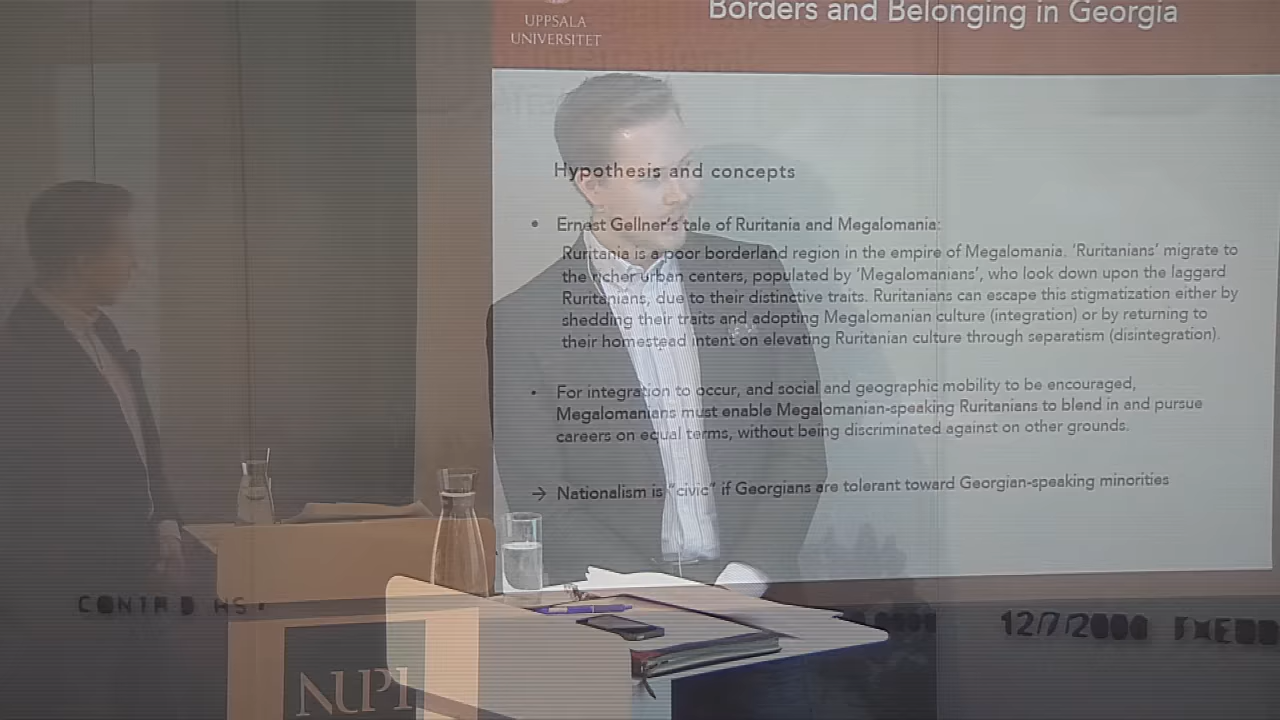 UPPSALA
UNIVERSITET
Borders and Belonging in Georgia
Hypothesis and concepts
• Ernest Gellner's tale of Ruritania and Megalomania:
Ruritania is a poor borderland region in the empire of Megalomania. 'Ruritanians' migrate to
the richer urban centers, populated by 'Megalomanians', who look down upon the laggard
Ruritanians, due to their distinctive traits. Ruritanians can escape this stigmatization either by
shedding their traits and adopting Megalomanian culture (integration) or by returning to
their homestead intent on elevating Ruritanian culture through separatism (disintegration).
• For integration to occur, and social and geographic mobility to be encouraged,
Megalomanians must enable Megalomanian-speaking Ruritanians to blend in and pursue
careers on equal terms, without being discriminated against on other grounds.
→ Nationalism is "civic" if Georgians are tolerant toward Georgian-speaking minorities
NUPI